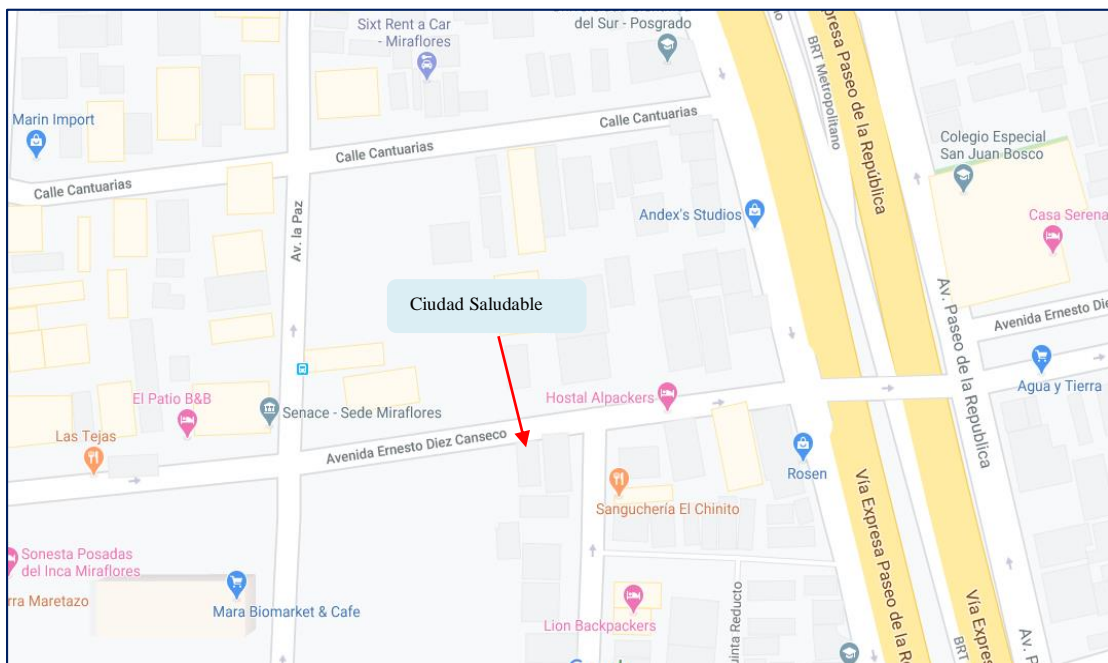 Sixt Rent a Car
- Miraflores
del Sur - Posgrado
Expresa Paseo de la República
BRT Metropolitano
Marin Import
Calle Cantuarias
Calle Cantuarias
Calle Cantuarias
Colegio Especial
San Juan Bosco
Andex's Studios
Casa Serena
Av. la Paz
Ciudad Saludable
Av. Paseo de la Republica
Avenida Ernesto Die
El Patio B&B
Senace - Sede Miraflores
Hostal Alpackers
Agua y Tierra
Las Tejas
Avenida Ernesto Diez Canseco
Rosen
Sanguchería El Chinito
Vía Expresa Paseo de la R
Sonesta Posadas
del Inca Miraflores
rra Maretazo
Mara Biomarket & Cafe
Lion Backpackers
uinta Reducto
BRT
Vía Expres
Av. P